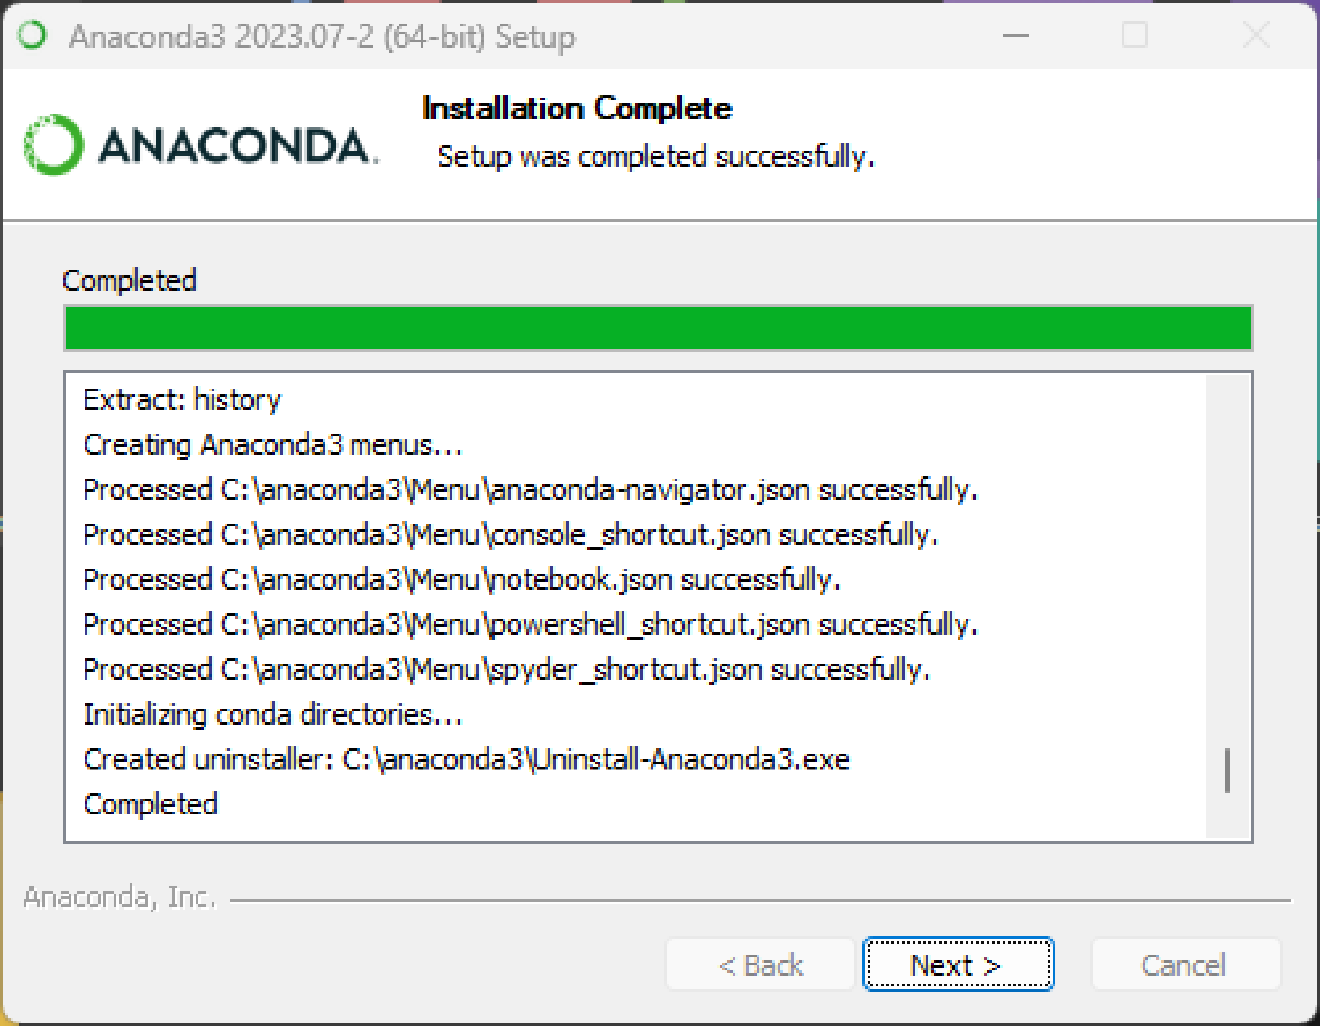 Anaconda3 2023.07-2 (64-bit) Setup
ANACONDA.
Installation Complete
Setup was completed successfully.
Completed
Extract: history
Creating Anaconda3 menus...
Processed C:\anaconda3\Menu\anaconda-navigator.json successfully.
Processed C:\anaconda3\Menu\console_shortcut.json successfully.
Processed C:\anaconda3\Menu\notebook.json successfully.
Processed C:\anaconda3\Menu\powershell_shortcut.json successfully.
Processed C:\anaconda3\Menu\spyder_shortcut.json successfully.
Initializing conda directories...
Created uninstaller: C:\anaconda3\Uninstall-Anaconda3.exe
Completed
Anaconda, Inc.
< Back
Next >
Cancel